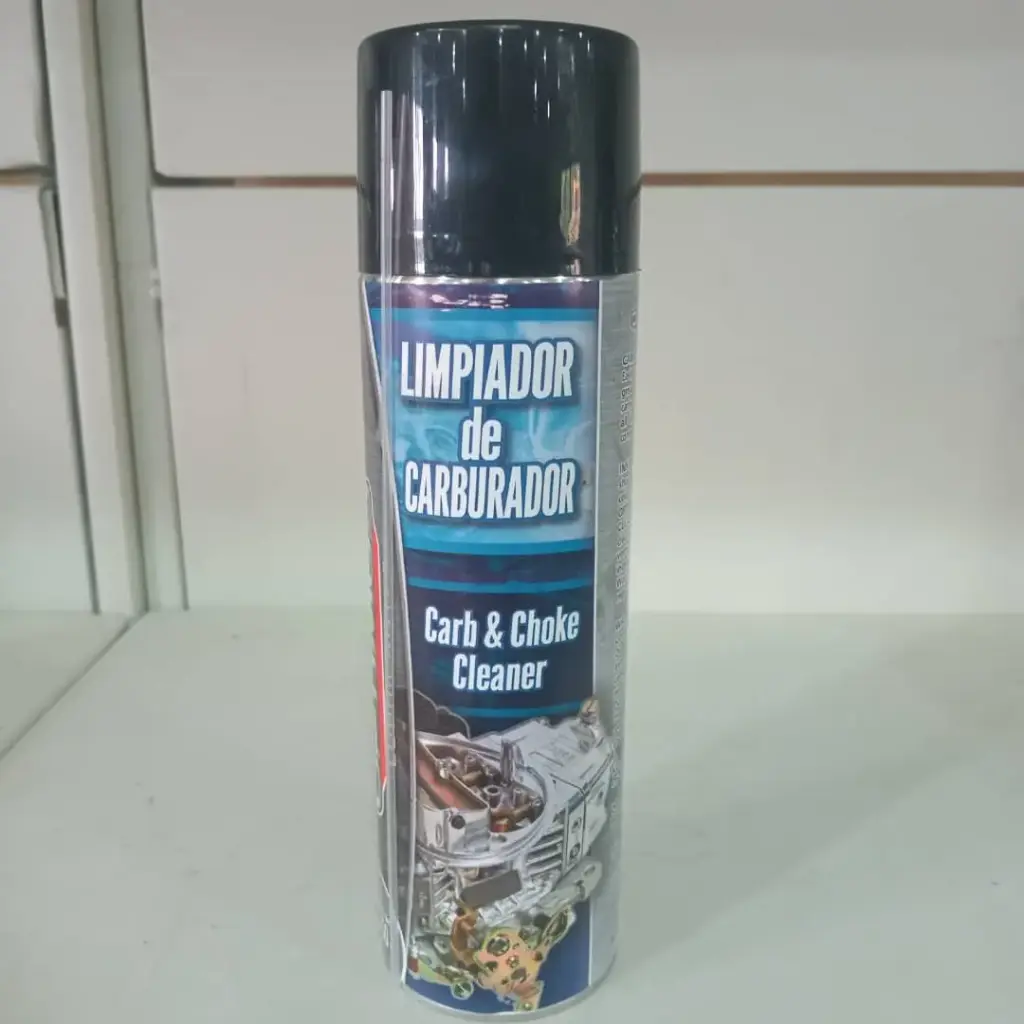 LIMPIADOR
de
CARBURADOR
Carb & Choke
Cleaner